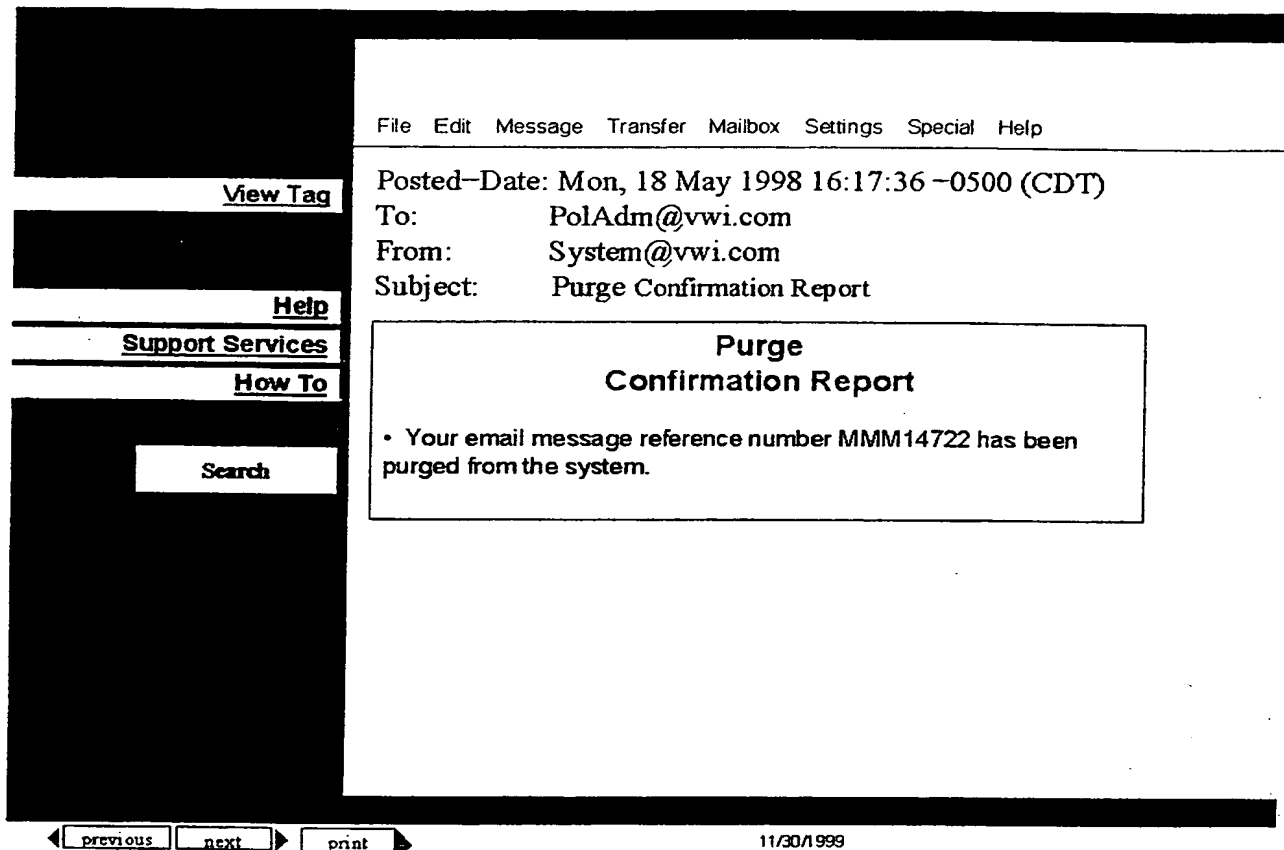 File Edit Message Transfer Mailbox Settings Special Help
View Tag
Help
Support Services
How To
Search
Posted-Date: Mon, 18 May 1998 16:17:36 -0500 (CDT)
To: PolAdm@vwi.com
From: System@vwi.com
Subject: Purge Confirmation Report
Purge
Confirmation Report
• Your email message reference number MMM14722 has been
purged from the system.
previous next print 11/30/1999